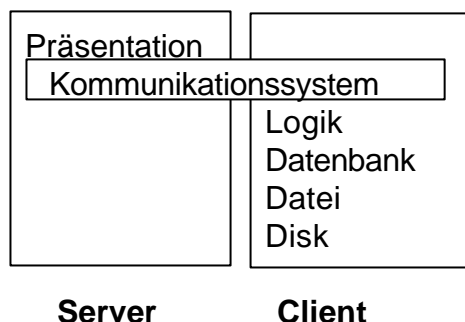 Präsentation
Kommunikationssystem
Logik
Datenbank
Datei
Disk
Server Client